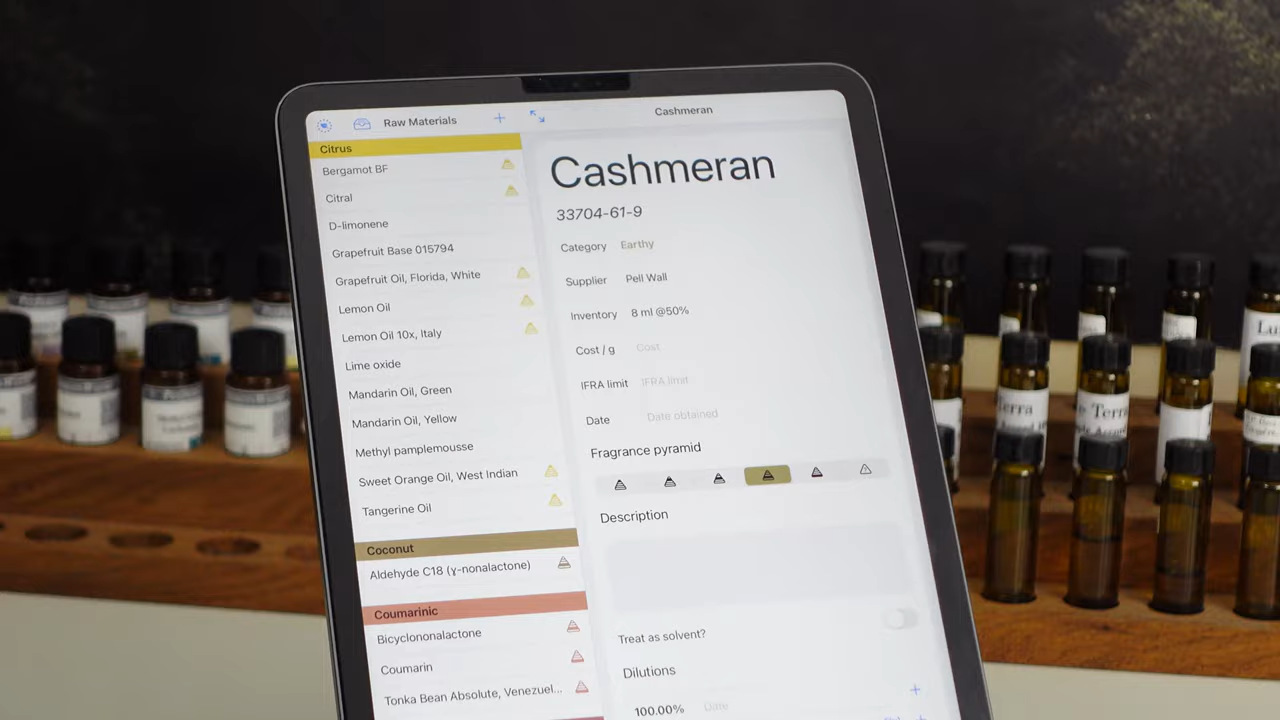 Raw Materials
Citrus
Bergamot BF
Citral
D-limonene
Grapefruit Base 015794
Grapefruit Oil, Florida, White
Lemon Oil
Lemon Oil 10x, Italy
Lime oxide
Mandarin Oil, Green
Mandarin Oil, Yellow
Methyl pamplemousse
Sweet Orange Oil, West Indian
Tangerine Oil
Coconut
Aldehyde C18 (γ-nonalactone)
Coumarinic
Bicyclononalactone
Coumarin
Tonka Bean Absolute, Venezuel...
Cashmeran
Cashmeran
33704-61-9
Category Earthy
Supplier Pell Wall
Inventory 8 ml @50%
Cost / g Cost
IFRA limit IFRA limit
Date Date obtained
Fragrance pyramid
Description
Treat as solvent?
Dilutions
100.00% Date
Terra
Terra
Lu